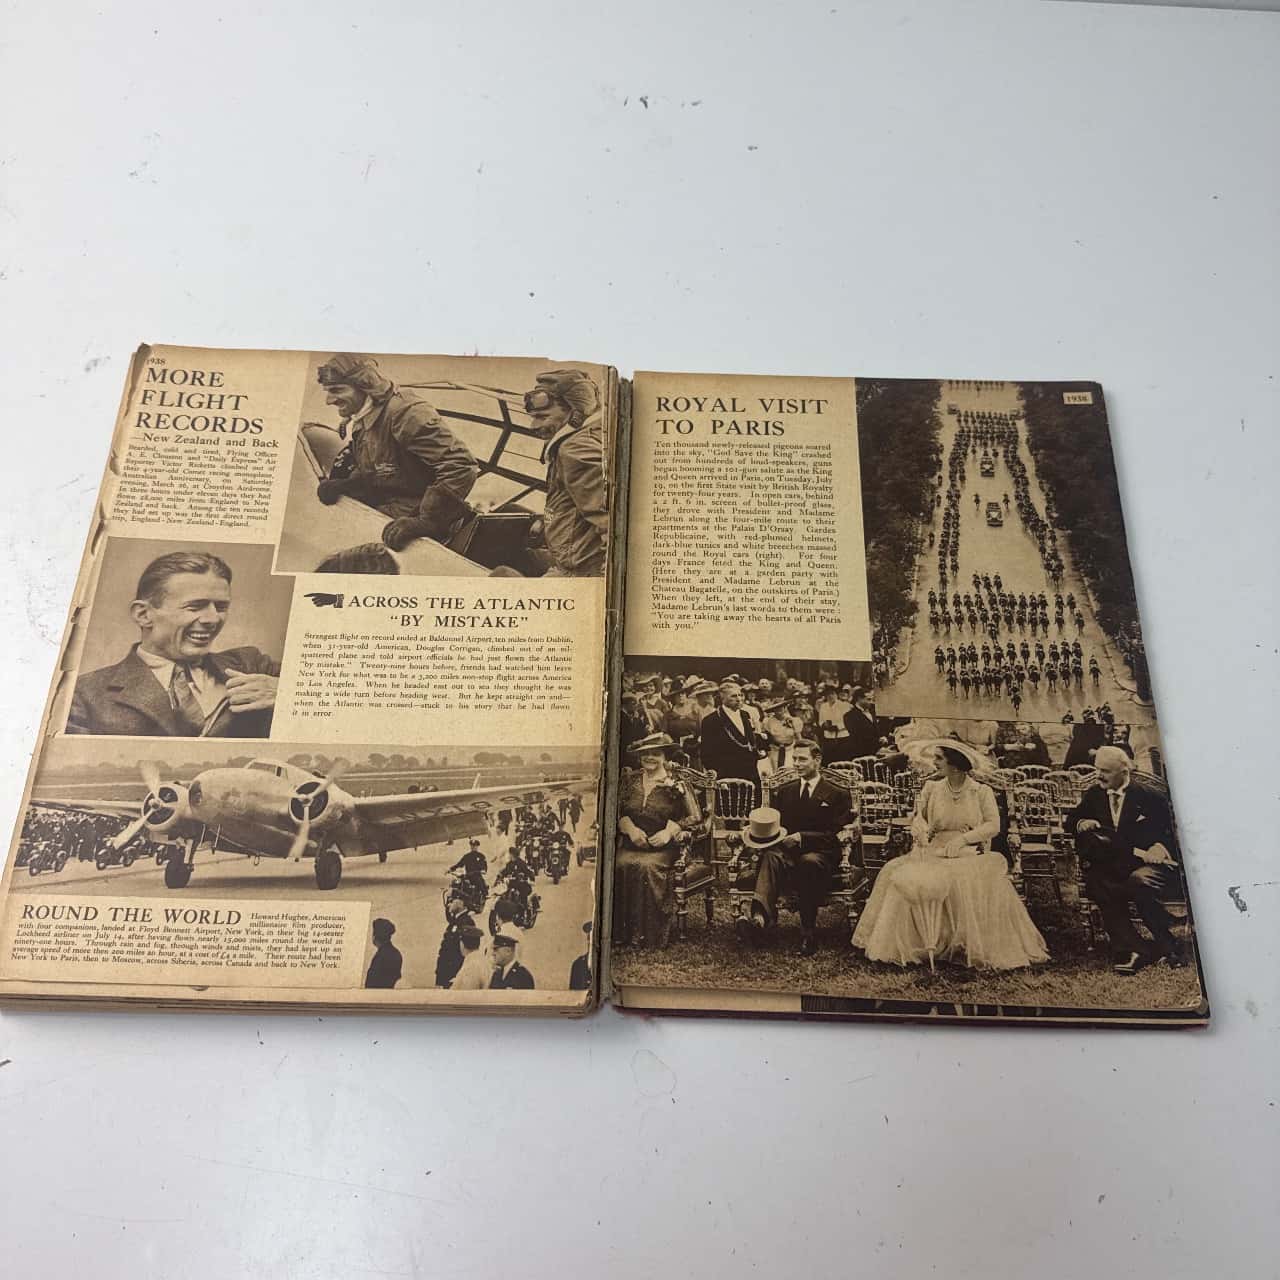 1938
MORE
FLIGHT
RECORDS
—New Zealand and Back
Bearded, cold and tired, Flying Officer
A. E. Clouston and "Daily Express" Air
Reporter Victor Ricketts climbed out of
their 4-year-old Comet racing monoplane,
Australian Anniversary, on Saturday
evening, March 26, at Croydon Airdrome.
In three hours under eleven days they had
flown 28,000 miles from England to New
Zealand and back. Among the ten records
they had set up was the first direct round
trip, England - New Zealand - England.
ACROSS THE ATLANTIC
"BY MISTAKE"
Strangest flight on record ended at Baldonnel Airport, ten miles from Dublin,
when 31-year-old American, Douglas Corrigan, climbed out of an oil-
spattered plane and told airport officials he had just flown the Atlantic
"by mistake." Twenty-nine hours before, friends had watched him leave
New York for what was to be a 3,200 miles non-stop flight across America
to Los Angeles. When he headed east out to sea they thought he was
making a wide turn before heading west. But he kept straight on and—
when the Atlantic was crossed—stuck to his story that he had flown
it in error.
ROUND THE WORLD Howard Hughes, American
millionaire film producer,
with four companions, landed at Floyd Bennett Airport, New York, in their big 14-seater
Lockheed airliner on July 14, after having flown nearly 15,000 miles round the world in
ninety-one hours. Through rain and fog, through winds and mists, they had kept up an
average speed of more then 200 miles an hour, at a cost of £4 a mile. Their route had been
New York to Paris, then to Moscow, across Siberia, across Canada and back to New York.
1938
ROYAL VISIT
TO PARIS
Ten thousand newly-released pigeons soared
into the sky, "God Save the King" crashed
out from hundreds of loud-speakers, guns
began booming a 101-gun salute as the King
and Queen arrived in Paris, on Tuesday, July
19, on the first State visit by British Royalty
for twenty-four years. In open cars, behind
a 2 ft. 6 in. screen of bullet-proof glass,
they drove with President and Madame
Lebrun along the four-mile route to their
apartments at the Palais D'Orsay. Gardes
Republicaine, with red-plumed helmets,
dark-blue tunics and white breeches massed
round the Royal cars (right). For four
days France feted the King and Queen.
(Here they are at a garden party with
President and Madame Lebrun at the
Chateau Bagatelle, on the outskirts of Paris.)
When they left, at the end of their stay,
Madame Lebrun's last words to them were:
"You are taking away the hearts of all Paris
with you."